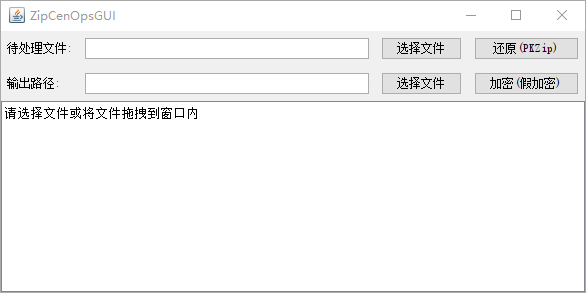 ZipCenOpsGUI
待处理文件: 选择文件 还原(PKZip)
输出路径: 选择文件 加密(假加密)
请选择文件或将文件拖拽到窗口内